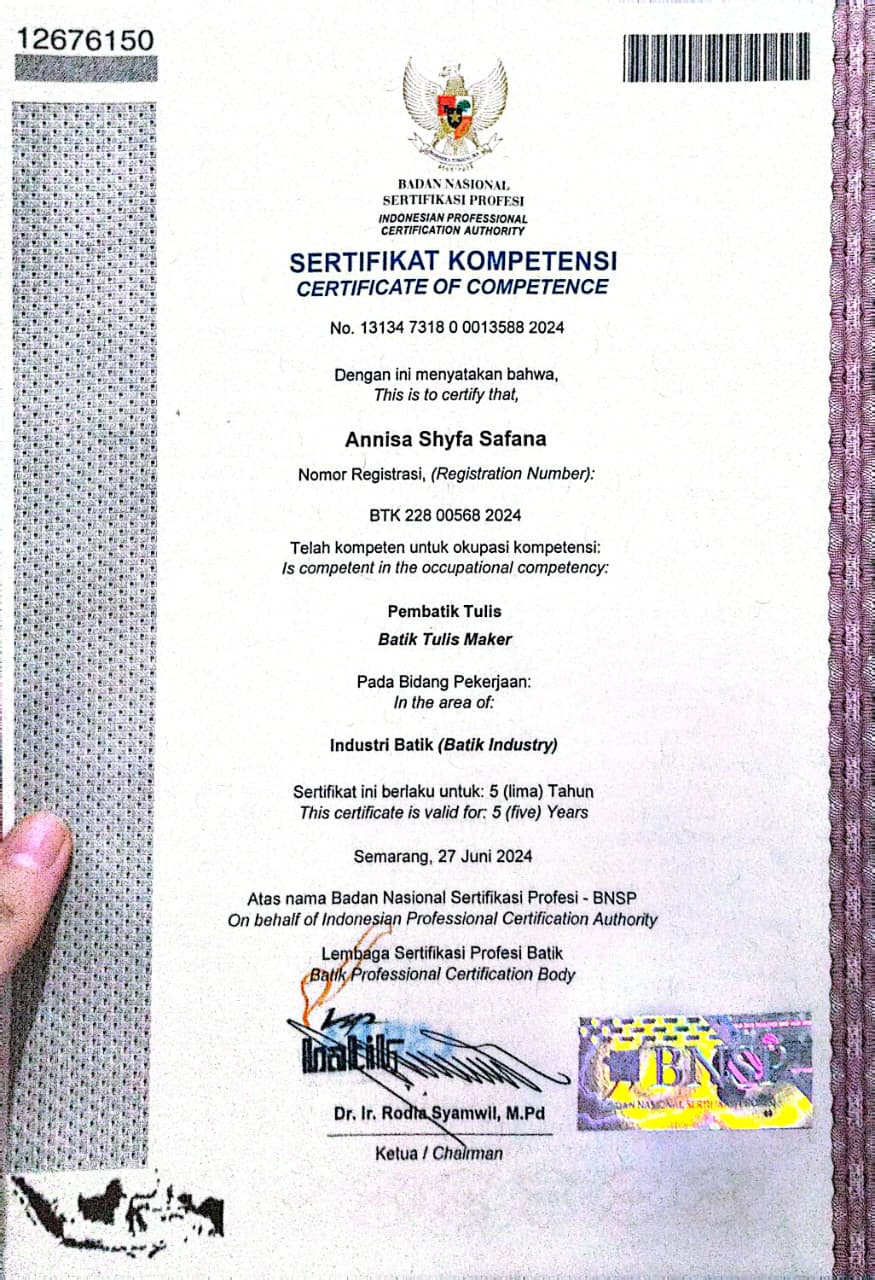 12676150
BADAN NASIONAL
SERTIFIKASI PROFESI
INDONESIAN PROFESSIONAL
CERTIFICATION AUTHORITY
SERTIFIKAT KOMPETENSI
CERTIFICATE OF COMPETENCE
No. 13134 7318 0 0013588 2024
Dengan ini menyatakan bahwa,
This is to certify that,
Annisa Shyfa Safana
Nomor Registrasi, (Registration Number):
BTK 228 00568 2024
Telah kompeten untuk okupasi kompetensi:
Is competent in the occupational competency:
Pembatik Tulis
Batik Tulis Maker
Pada Bidang Pekerjaan:
In the area of:
Industri Batik (Batik Industry)
Sertifikat ini berlaku untuk: 5 (lima) Tahun
This certificate is valid for: 5 (five) Years
Semarang, 27 Juni 2024
Atas nama Badan Nasional Sertifikasi Profesi - BNSP
On behalf of Indonesian Professional Certification Authority
Lembaga Sertifikasi Profesi Batik
Batik Professional Certification Body
lsp
batik
BNSP
Dr. Ir. Rodia Syamwil, M.Pd
Ketua / Chairman